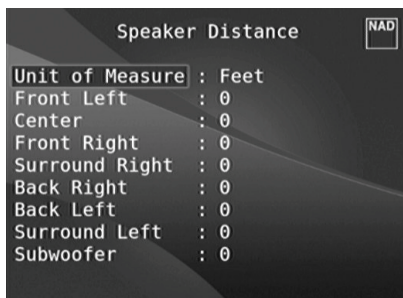 Speaker Distance
NAD
Unit of Measure : Feet
Front Left : 0
Center : 0
Front Right : 0
Surround Right : 0
Back Right : 0
Back Left : 0
Surround Left : 0
Subwoofer : 0